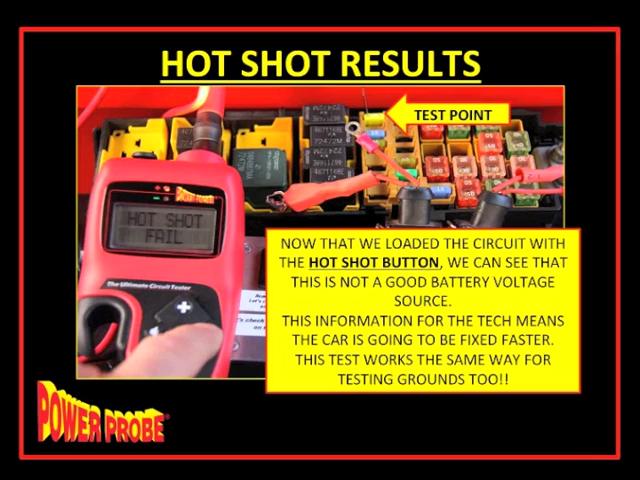 HOT SHOT RESULTS
TEST POINT
HOT SHOT
FAIL
The Ultimate Circuit Tester
NOW THAT WE LOADED THE CIRCUIT WITH
THE HOT SHOT BUTTON, WE CAN SEE THAT
THIS IS NOT A GOOD BATTERY VOLTAGE
SOURCE.
THIS INFORMATION FOR THE TECH MEANS
THE CAR IS GOING TO BE FIXED FASTER.
THIS TEST WORKS THE SAME WAY FOR
TESTING GROUNDS TOO!!
POWER PROBE®